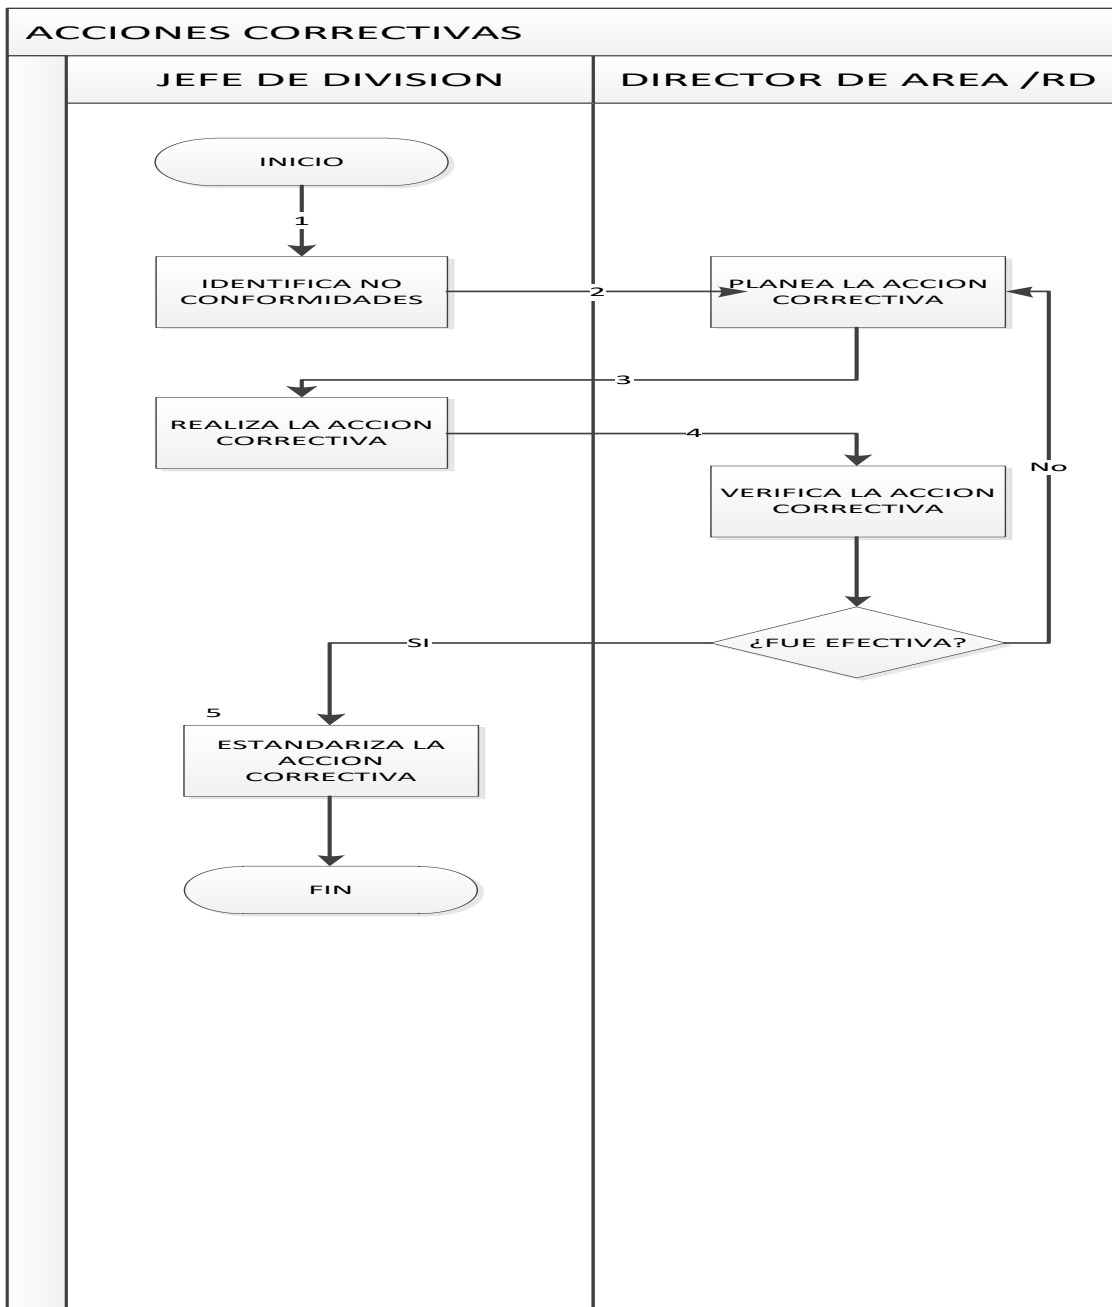 ACCIONES CORRECTIVAS
JEFE DE DIVISION
DIRECTOR DE AREA /RD
INICIO
1
IDENTIFICA NO
CONFORMIDADES
2
PLANEA LA ACCION
CORRECTIVA
3
REALIZA LA ACCION
CORRECTIVA
4
VERIFICA LA ACCION
CORRECTIVA
No
¿FUE EFECTIVA?
SI
5
ESTANDARIZA LA
ACCION
CORRECTIVA
FIN